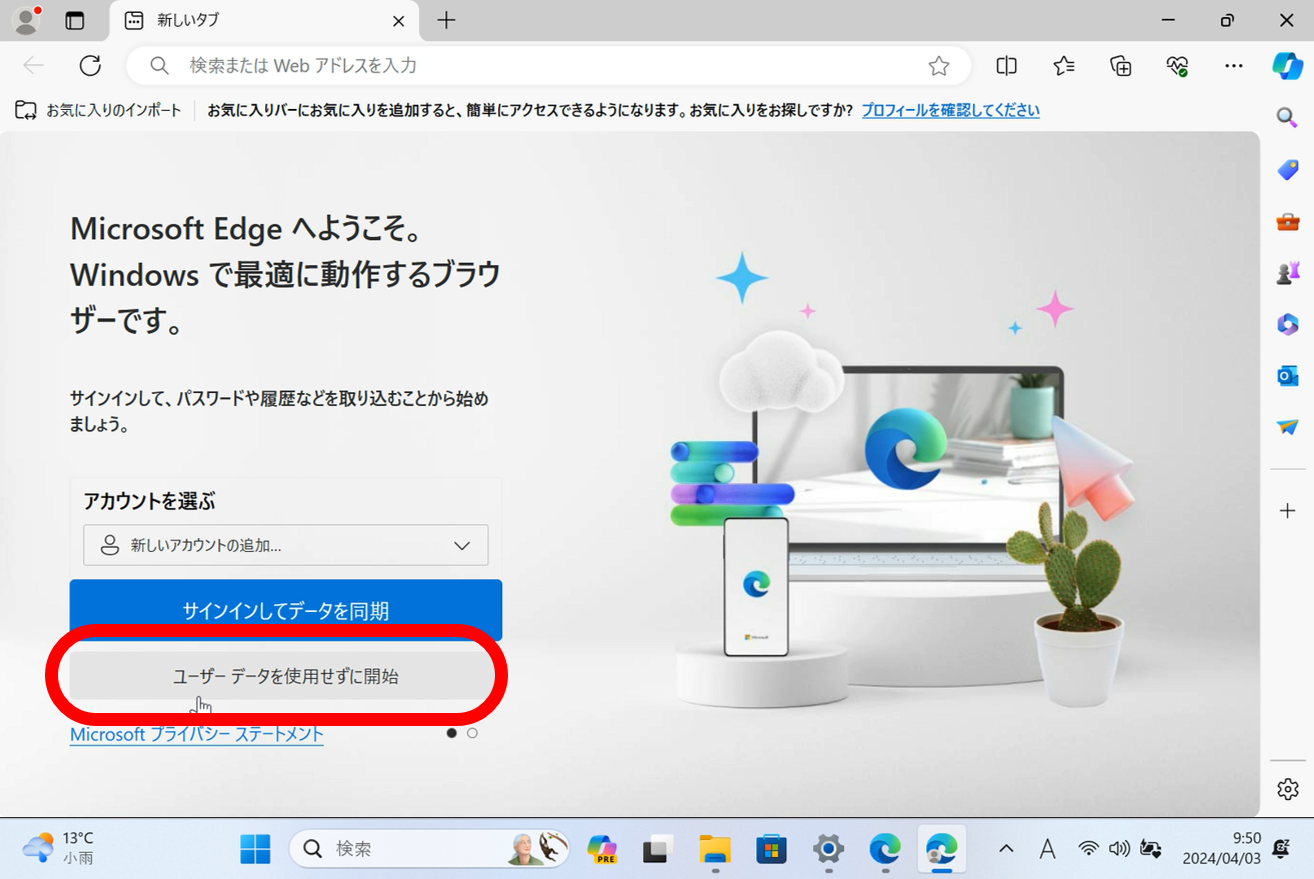 新しいタブ
検索または Web アドレスを入力
お気に入りのインポート
お気に入りバーにお気に入りを追加すると、簡単にアクセスできるようになります。お気に入りをお探しですか? プロフィールを確認してください
Microsoft Edge へようこそ。
Windows で最適に動作するブラウ
ザーです。
サインインして、パスワードや履歴などを取り込むことから始め
ましょう。
アカウントを選ぶ
新しいアカウントの追加...
サインインしてデータを同期
ユーザー データを使用せずに開始
Microsoft プライバシー ステートメント
Microsoft
13°C
小雨
検索
PRE
A
9:50
2024/04/03